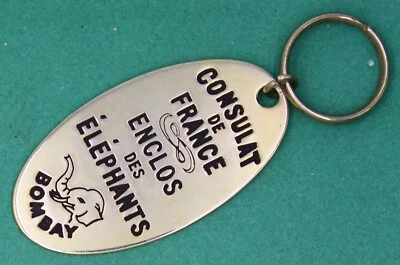 CONSULAT
DE
FRANCE
ENCLOS
DES
ÉLÉPHANTS
BOMBAY